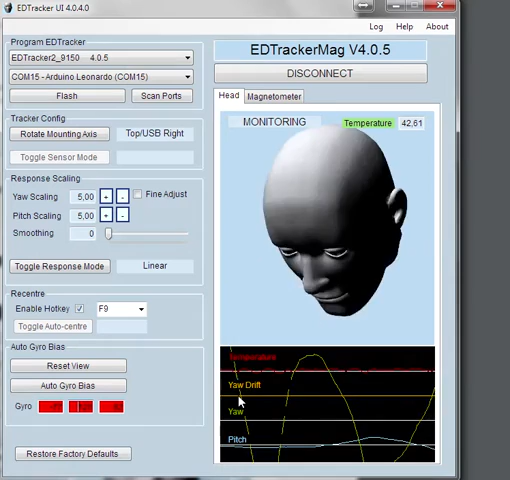 EDTracker UI 4.0.4.0
Log Help About
Program EDTracker
EDTracker2_9150 4.0.5
COM15 - Arduino Leonardo (COM15)
Flash Scan Ports
Tracker Config
Rotate Mounting Axis Top/USB Right
Toggle Sensor Mode
Response Scaling
Yaw Scaling 5,00 + - Fine Adjust
Pitch Scaling 5,00 + -
Smoothing 0
Toggle Response Mode Linear
Recentre
Enable Hotkey F9
Toggle Auto-centre
Auto Gyro Bias
Reset View
Auto Gyro Bias
Gyro
Restore Factory Defaults
EDTrackerMag V4.0.5
DISCONNECT
Head Magnetometer
MONITORING Temperature 42,61
Temperature
Yaw Drift
Yaw
Pitch